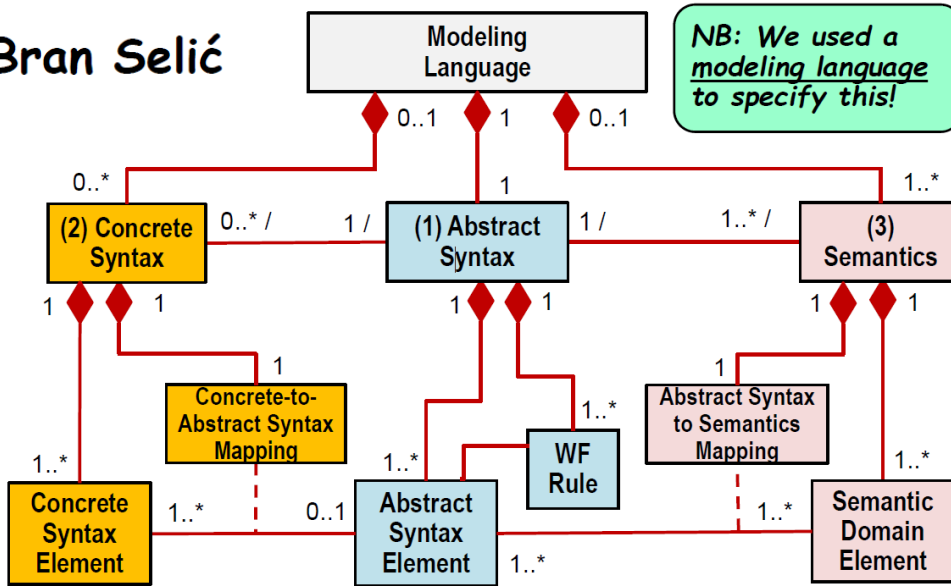 Bran Selić
Modeling
Language
NB: We used a
modeling language
to specify this!
0..1
1
0..1
0..*
1
1..*
(2) Concrete
Syntax
0..* /
1 /
(1) Abstract
Syntax
1 /
1..* /
(3)
Semantics
1
1
1
1
1
1
1
Concrete-to-
Abstract Syntax
Mapping
1..*
WF
Rule
1
Abstract Syntax
to Semantics
Mapping
1..*
1..*
1..*
Concrete
Syntax
Element
1..*
0..1
Abstract
Syntax
Element
1..*
1..*
Semantic
Domain
Element